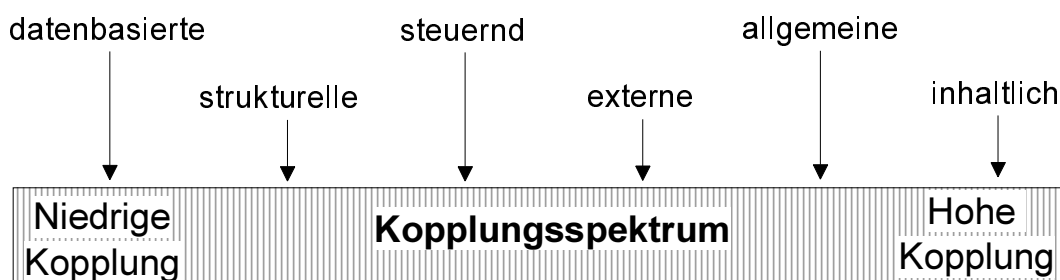 datenbasierte
steuernd
allgemeine
strukturelle
externe
inhaltlich
Niedrige
Kopplung
Kopplungsspektrum
Hohe
Kopplung